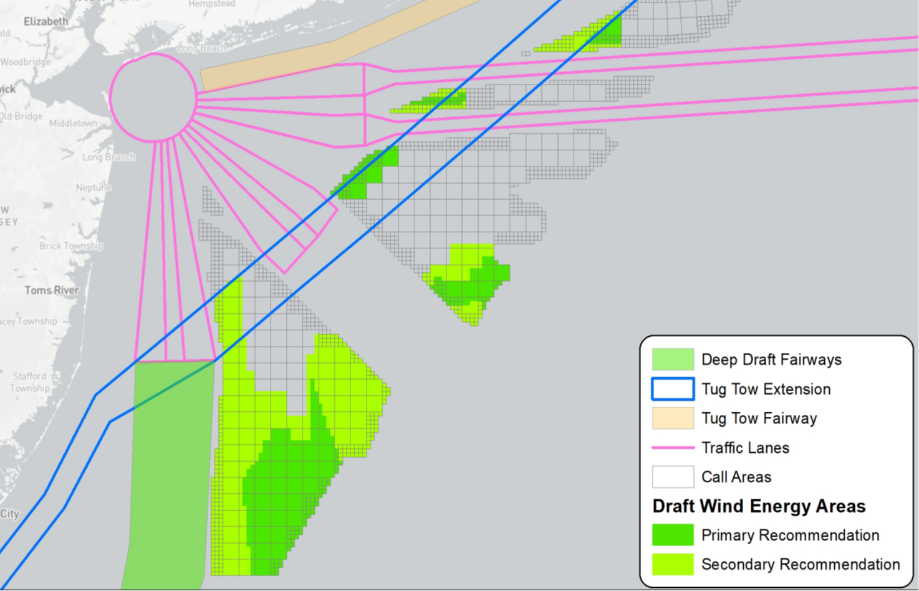 Hempstead
Elizabeth
Long Beach
Woodbridge
wick
Old Bridge
Middletown
Long Branch
Neptune
W
SEY
Brick Township
Toms River
cey Township
Stafford
Township
City
Deep Draft Fairways
Tug Tow Extension
Tug Tow Fairway
Traffic Lanes
Call Areas
Draft Wind Energy Areas
Primary Recommendation
Secondary Recommendation